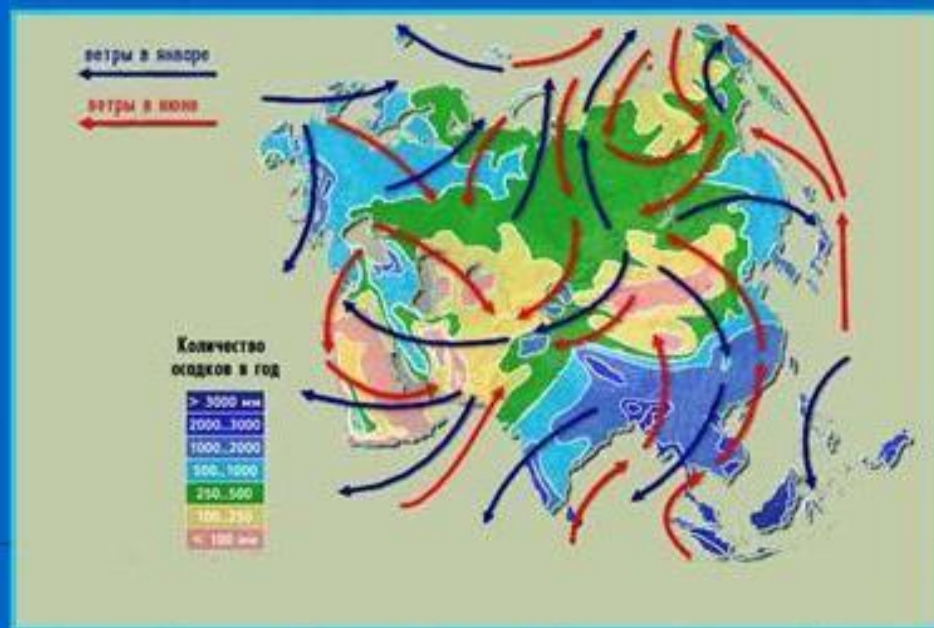 ветры в январе
ветры в июне
Количество
осадков в год
> 3000 мм
2000..3000
1000..2000
500..1000
250..500
100..250
< 100 мм